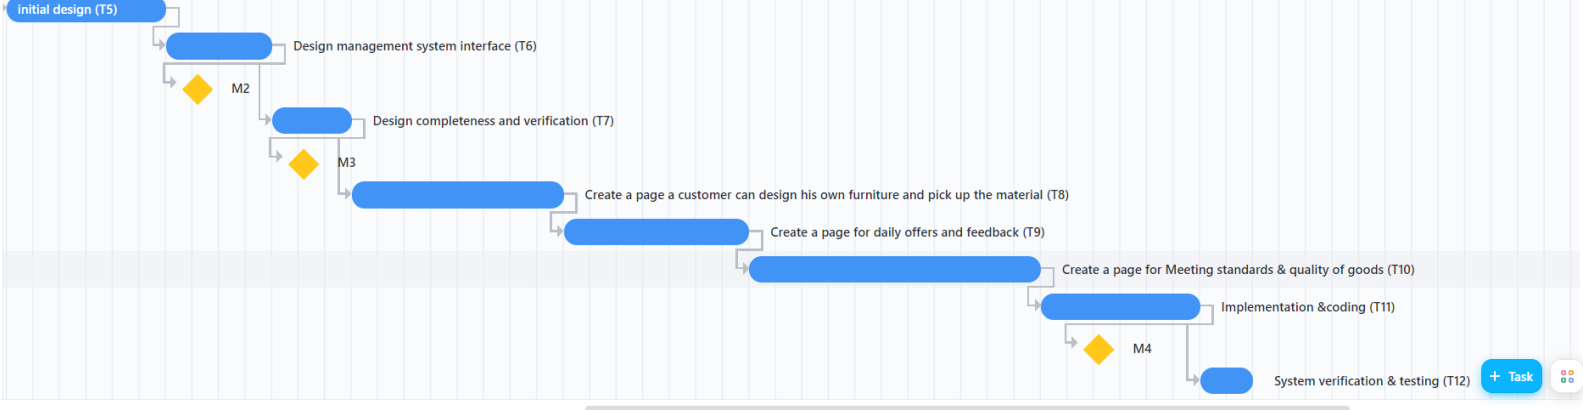 initial design (T5)
Design management system interface (T6)
M2
Design completeness and verification (T7)
M3
Create a page a customer can design his own furniture and pick up the material (T8)
Create a page for daily offers and feedback (T9)
Create a page for Meeting standards & quality of goods (T10)
Implementation &coding (T11)
M4
System verification & testing (T12)
+ Task